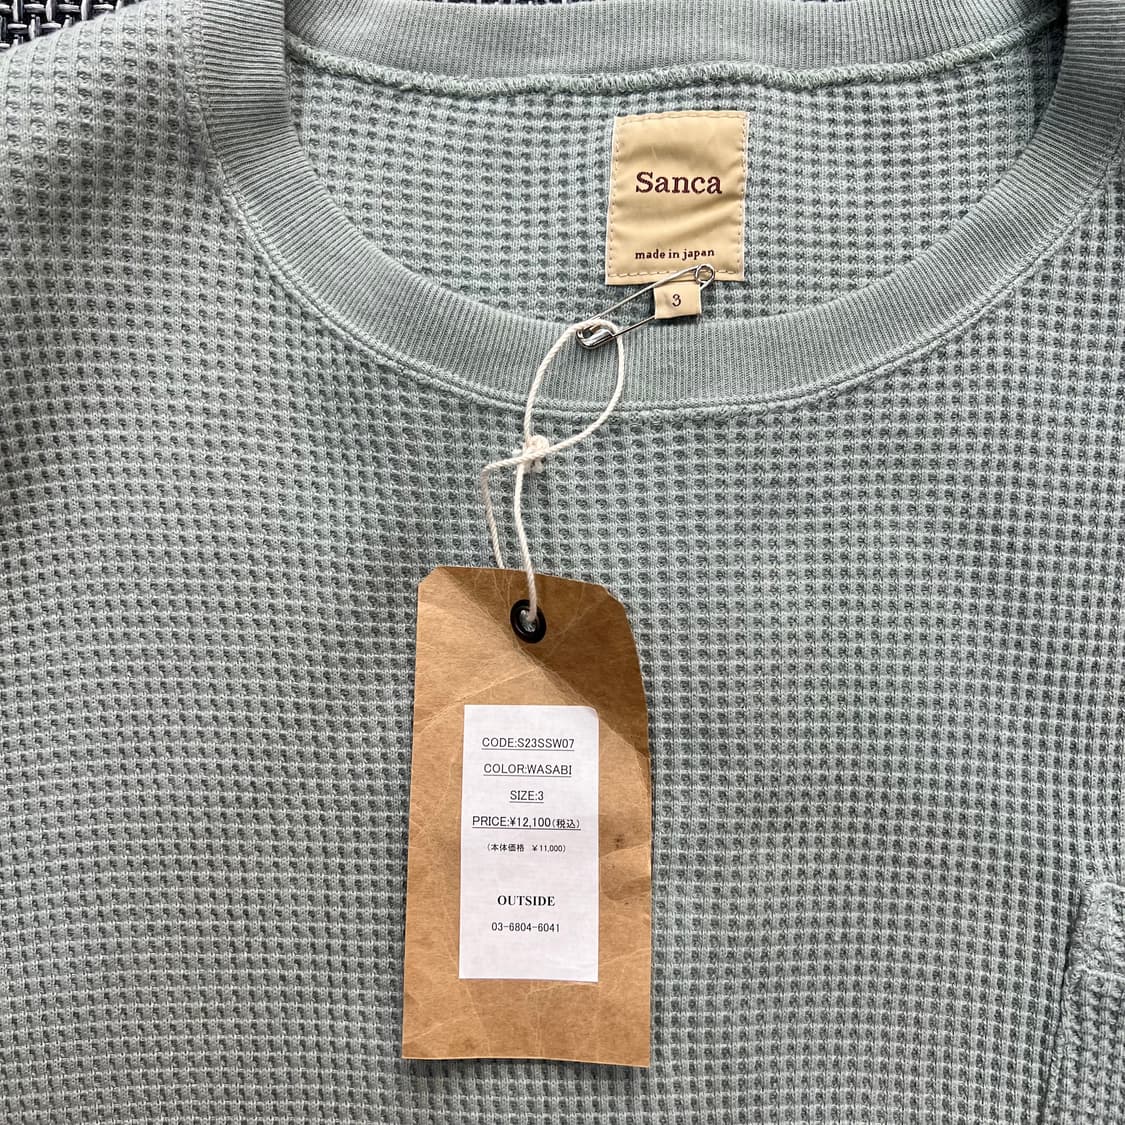 Sanca
made in japan
3
CODE:S23SSW07
COLOR:WASABI
SIZE:3
PRICE:¥12,100(税込)
(本体価格 ¥11,000)
OUTSIDE
03-6804-6041